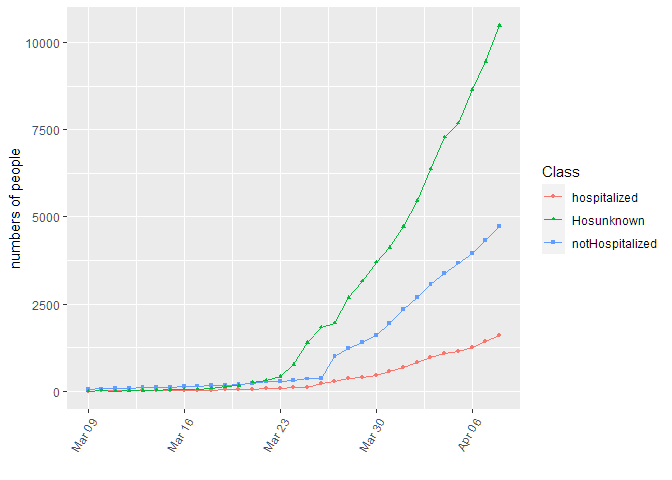 numbers of people
10000
7500
5000
2500
0
Mar 09
Mar 16
Mar 23
Mar 30
Apr 06
Class
hospitalized
Hosunknown
notHospitalized